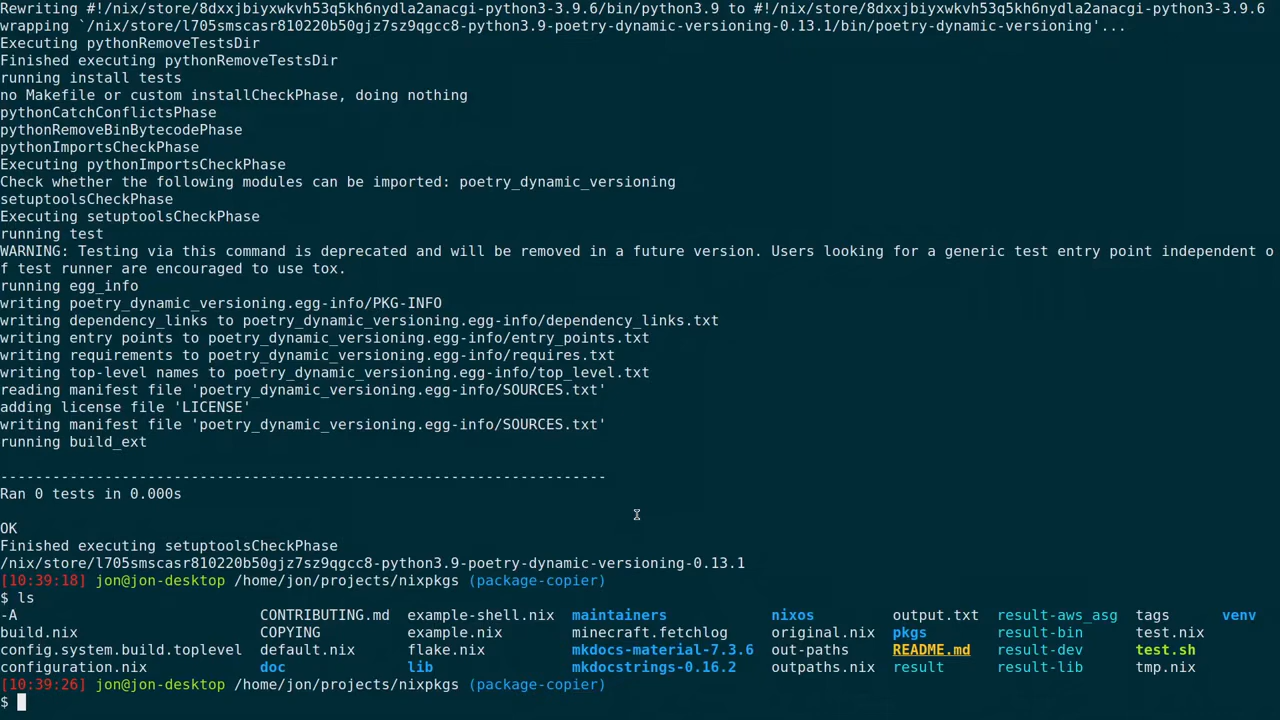 Rewriting #!/nix/store/8dxxjbiyxwkvh53q5kh6nydla2anacgi-python3-3.9.6/bin/python3.9 to #!/nix/store/8dxxjbiyxwkvh53q5kh6nydla2anacgi-python3-3.9.6
wrapping `/nix/store/l705smscasr810220b50gjz7sz9qgcc8-python3.9-poetry-dynamic-versioning-0.13.1/bin/poetry-dynamic-versioning'...
Executing pythonRemoveTestsDir
Finished executing pythonRemoveTestsDir
running install tests
no Makefile or custom installCheckPhase, doing nothing
pythonCatchConflictsPhase
pythonRemoveBinBytecodePhase
pythonImportsCheckPhase
Executing pythonImportsCheckPhase
Check whether the following modules can be imported: poetry_dynamic_versioning
setuptoolsCheckPhase
Executing setuptoolsCheckPhase
running test
WARNING: Testing via this command is deprecated and will be removed in a future version. Users looking for a generic test entry point independent o
f test runner are encouraged to use tox.
running egg_info
writing poetry_dynamic_versioning.egg-info/PKG-INFO
writing dependency_links to poetry_dynamic_versioning.egg-info/dependency_links.txt
writing entry points to poetry_dynamic_versioning.egg-info/entry_points.txt
writing requirements to poetry_dynamic_versioning.egg-info/requires.txt
writing top-level names to poetry_dynamic_versioning.egg-info/top_level.txt
reading manifest file 'poetry_dynamic_versioning.egg-info/SOURCES.txt'
adding license file 'LICENSE'
writing manifest file 'poetry_dynamic_versioning.egg-info/SOURCES.txt'
running build_ext
----------------------------------------------------------------------
Ran 0 tests in 0.000s
OK
Finished executing setuptoolsCheckPhase
/nix/store/l705smscasr810220b50gjz7sz9qgcc8-python3.9-poetry-dynamic-versioning-0.13.1
[10:39:18] jon@jon-desktop /home/jon/projects/nixpkgs (package-copier)
$ ls
-A CONTRIBUTING.md example-shell.nix maintainers nixos output.txt result-aws_asg tags venv
build.nix COPYING example.nix minecraft.fetchlog original.nix pkgs result-bin test.nix
config.system.build.toplevel default.nix flake.nix mkdocs-material-7.3.6 out-paths README.md result-dev test.sh
configuration.nix doc lib mkdocstrings-0.16.2 outpaths.nix result result-lib tmp.nix
[10:39:26] jon@jon-desktop /home/jon/projects/nixpkgs (package-copier)
$